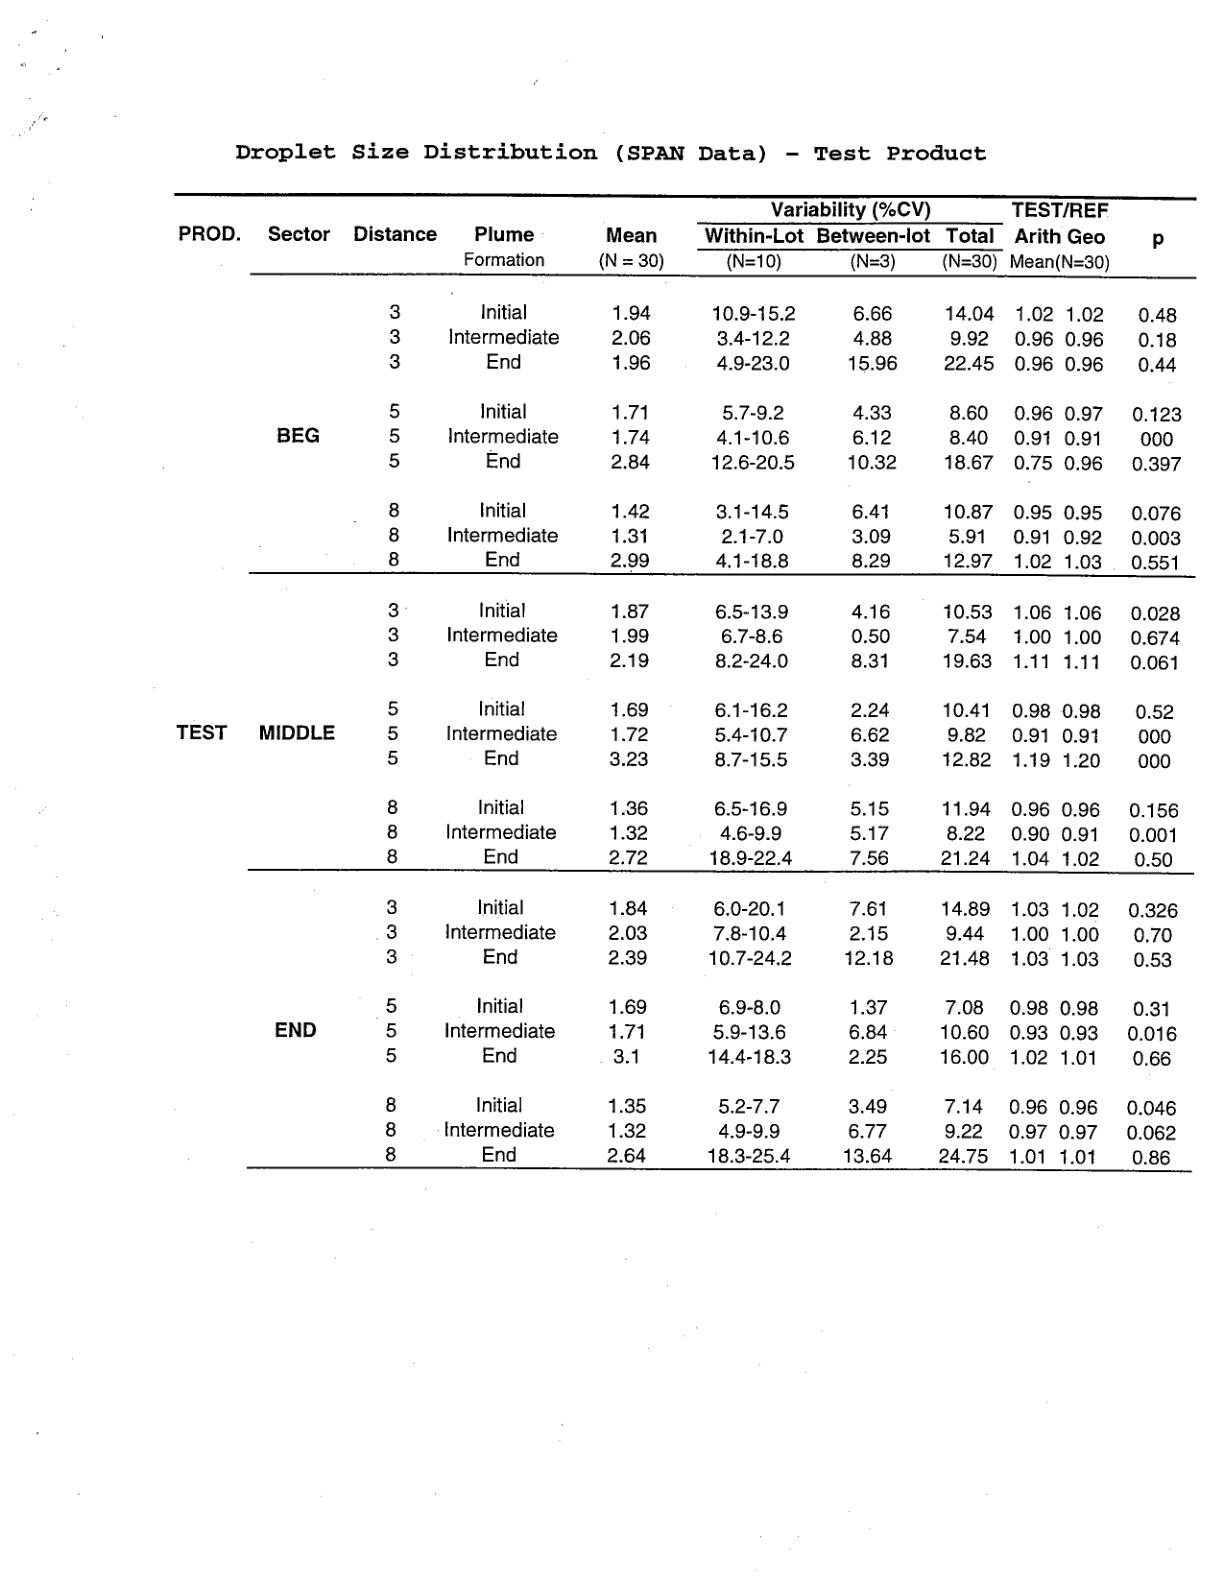 Droplet Size Distribution (SPAN Data) - Test Product
Variability (%CV) TEST/REF
PROD. Sector Distance Plume Mean Within-Lot Between-lot Total Arith Geo p
Formation (N = 30) (N=10) (N=3) (N=30) Mean(N=30)
3 Initial 1.94 10.9-15.2 6.66 14.04 1.02 1.02 0.48
3 Intermediate 2.06 3.4-12.2 4.88 9.92 0.96 0.96 0.18
3 End 1.96 4.9-23.0 15.96 22.45 0.96 0.96 0.44
5 Initial 1.71 5.7-9.2 4.33 8.60 0.96 0.97 0.123
BEG 5 Intermediate 1.74 4.1-10.6 6.12 8.40 0.91 0.91 000
5 End 2.84 12.6-20.5 10.32 18.67 0.75 0.96 0.397
8 Initial 1.42 3.1-14.5 6.41 10.87 0.95 0.95 0.076
8 Intermediate 1.31 2.1-7.0 3.09 5.91 0.91 0.92 0.003
8 End 2.99 4.1-18.8 8.29 12.97 1.02 1.03 0.551
3 Initial 1.87 6.5-13.9 4.16 10.53 1.06 1.06 0.028
3 Intermediate 1.99 6.7-8.6 0.50 7.54 1.00 1.00 0.674
3 End 2.19 8.2-24.0 8.31 19.63 1.11 1.11 0.061
5 Initial 1.69 6.1-16.2 2.24 10.41 0.98 0.98 0.52
TEST MIDDLE 5 Intermediate 1.72 5.4-10.7 6.62 9.82 0.91 0.91 000
5 End 3.23 8.7-15.5 3.39 12.82 1.19 1.20 000
8 Initial 1.36 6.5-16.9 5.15 11.94 0.96 0.96 0.156
8 Intermediate 1.32 4.6-9.9 5.17 8.22 0.90 0.91 0.001
8 End 2.72 18.9-22.4 7.56 21.24 1.04 1.02 0.50
3 Initial 1.84 6.0-20.1 7.61 14.89 1.03 1.02 0.326
3 Intermediate 2.03 7.8-10.4 2.15 9.44 1.00 1.00 0.70
3 End 2.39 10.7-24.2 12.18 21.48 1.03 1.03 0.53
5 Initial 1.69 6.9-8.0 1.37 7.08 0.98 0.98 0.31
END 5 Intermediate 1.71 5.9-13.6 6.84 10.60 0.93 0.93 0.016
5 End 3.1 14.4-18.3 2.25 16.00 1.02 1.01 0.66
8 Initial 1.35 5.2-7.7 3.49 7.14 0.96 0.96 0.046
8 Intermediate 1.32 4.9-9.9 6.77 9.22 0.97 0.97 0.062
8 End 2.64 18.3-25.4 13.64 24.75 1.01 1.01 0.86